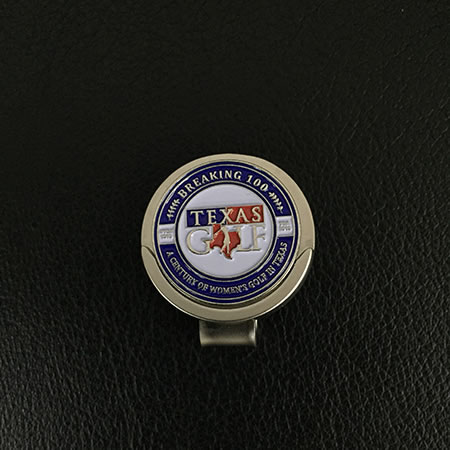 BREAKING 100
TEXAS
GOLF
A CENTURY OF WOMEN'S GOLF IN TEXAS